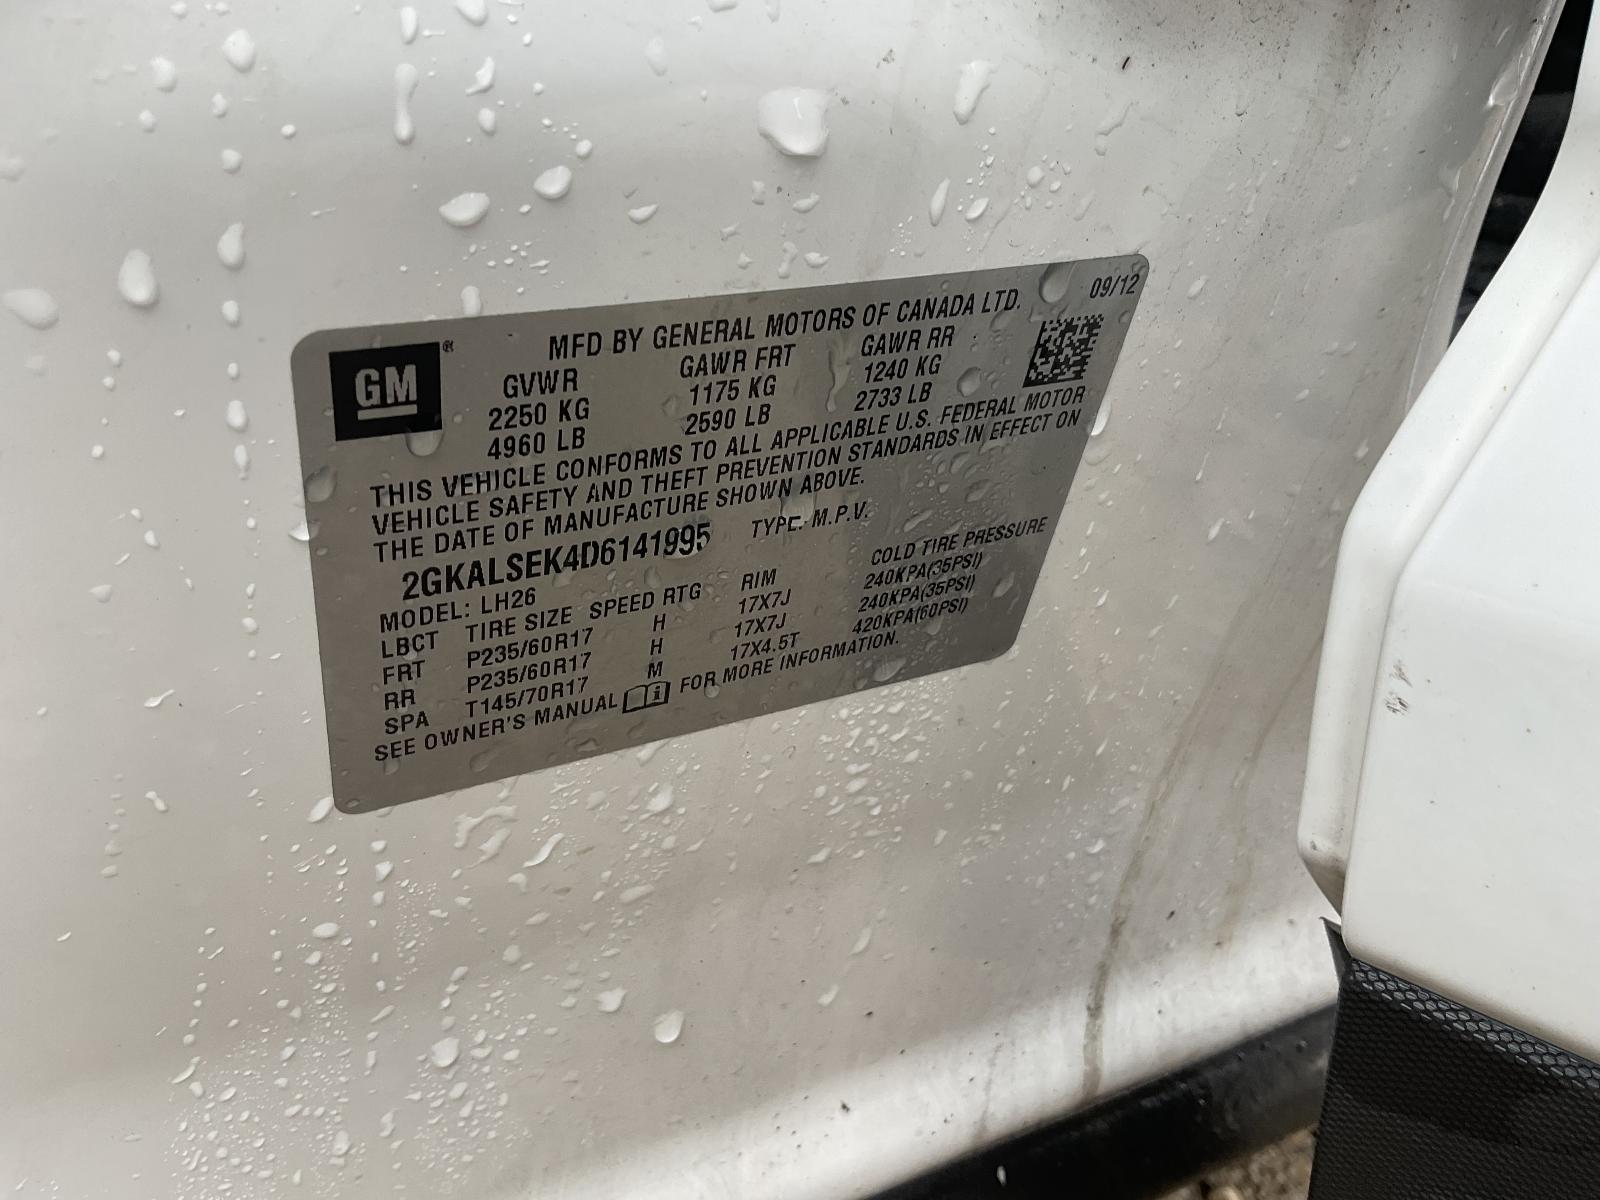 09/12
MFD BY GENERAL MOTORS OF CANADA LTD.
GM ®
GVWR GAWR FRT GAWR RR
2250 KG 1175 KG 1240 KG
4960 LB 2590 LB 2733 LB
THIS VEHICLE CONFORMS TO ALL APPLICABLE U.S. FEDERAL MOTOR
VEHICLE SAFETY AND THEFT PREVENTION STANDARDS IN EFFECT ON
THE DATE OF MANUFACTURE SHOWN ABOVE.
2GKALSEK4D6141995 TYPE: M.P.V.
MODEL: LH26
LBCT TIRE SIZE SPEED RTG RIM COLD TIRE PRESSURE
FRT P235/60R17 H 17X7J 240KPA(35PSI)
RR P235/60R17 H 17X7J 240KPA(35PSI)
SPA T145/70R17 M 17X4.5T 420KPA(60PSI)
SEE OWNER'S MANUAL FOR MORE INFORMATION.